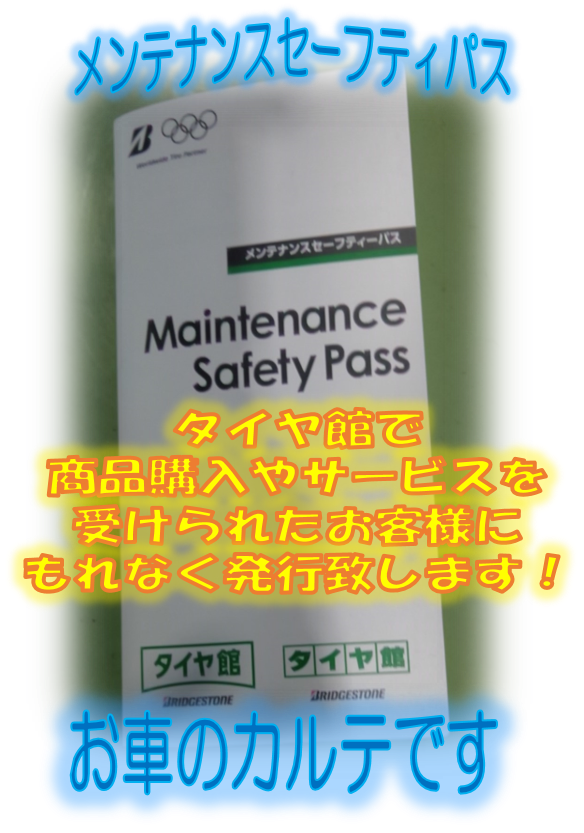 メンテナンスセーフティパス
B
Worldwide Tire Partner
メンテナンスセーフティーパス
Maintenance
Safety Pass
タイヤ館で
商品購入やサービスを
受けられたお客様に
もれなく発行致します！
タイヤ館 タイヤ館
BRIDGESTONE BRIDGESTONE
お車のカルテです